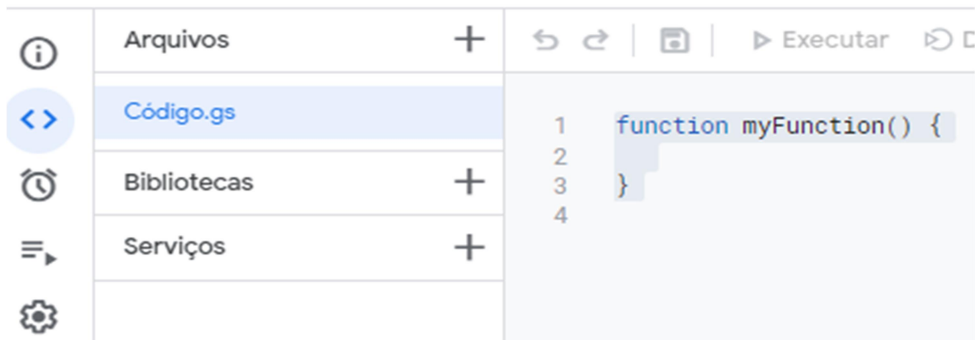 Arquivos
Código.gs
Bibliotecas
Serviços
Executar
D
1 function myFunction() {
2
3 }
4